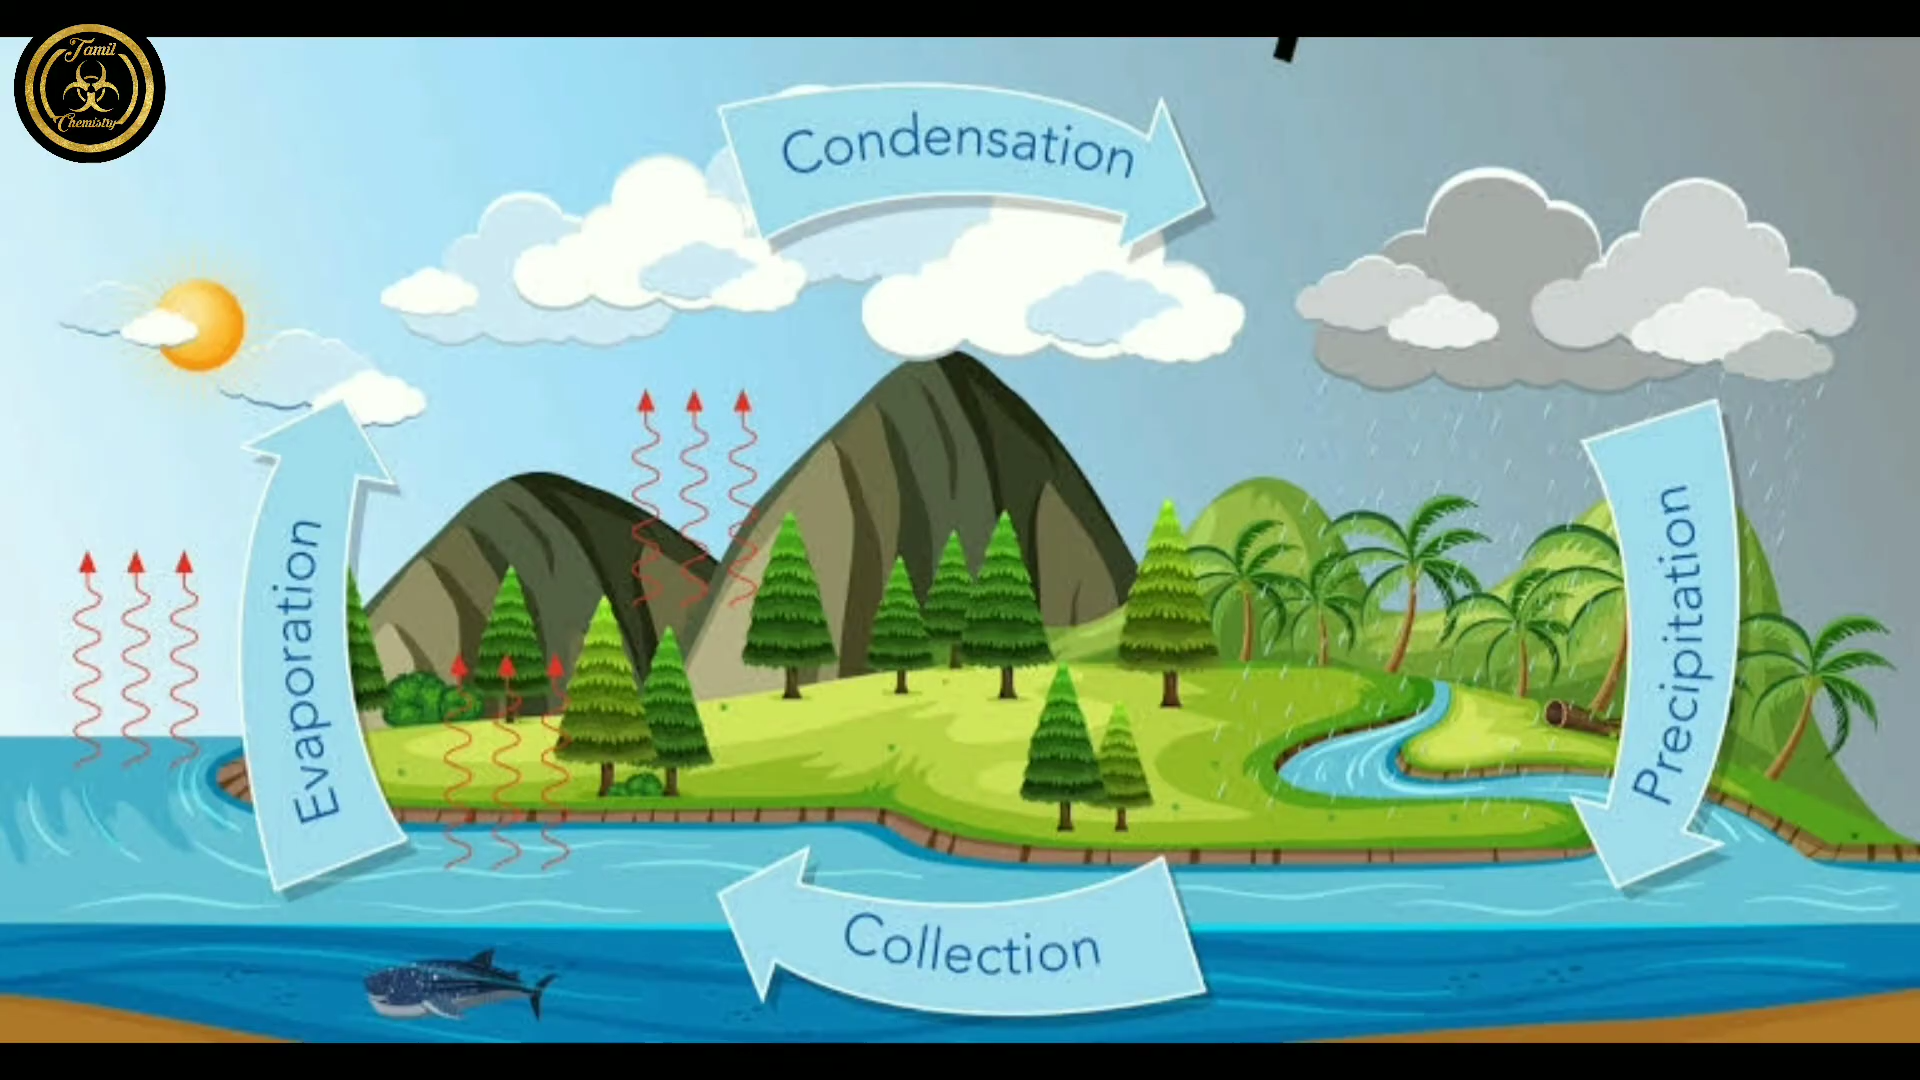 Tamil
Chemistry
Condensation
Evaporation
Precipitation
Collection